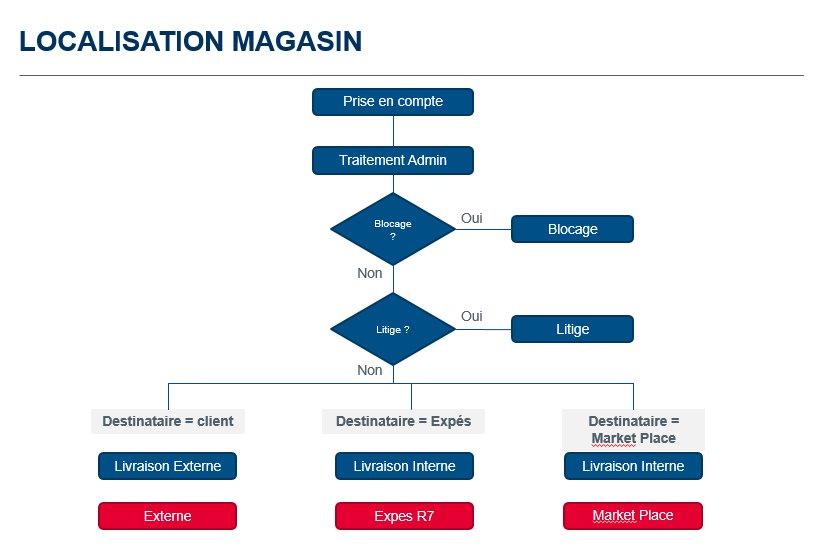 LOCALISATION MAGASIN
Prise en compte
Traitement Admin
Blocage
?
Oui
Blocage
Non
Litige ?
Oui
Litige
Non
Destinataire = client
Destinataire = Expés
Destinataire =
Market Place
Livraison Externe
Livraison Interne
Livraison Interne
Externe
Expes R7
Market Place